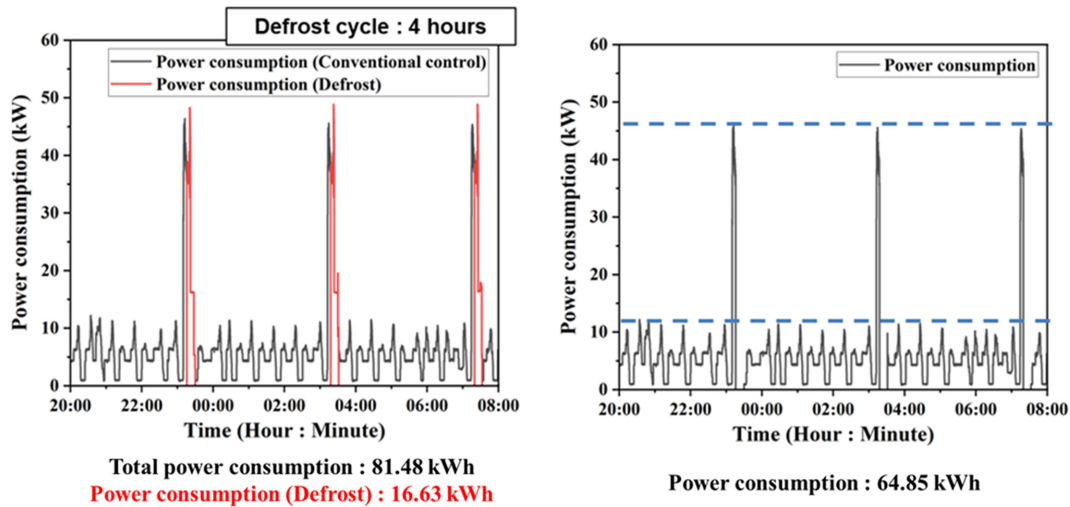 Defrost cycle : 4 hours
Power consumption (Conventional control)
Power consumption (Defrost)
Power consumption (kW)
60
50
40
30
20
10
0
20:00 22:00 00:00 02:00 04:00 06:00 08:00
Time (Hour : Minute)
Total power consumption : 81.48 kWh
Power consumption (Defrost) : 16.63 kWh
Power consumption
Power consumption (kW)
60
50
40
30
20
10
0
20:00 22:00 00:00 02:00 04:00 06:00 08:00
Time (Hour : Minute)
Power consumption : 64.85 kWh